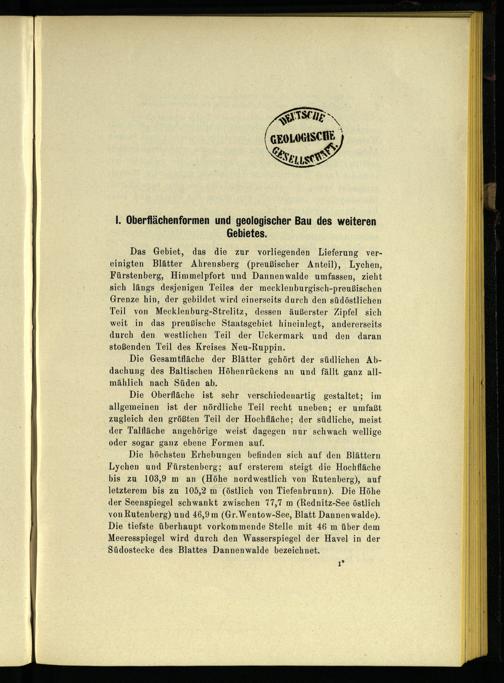 DEUTSCHE
GEOLOGISCHE
GESELLSCHAFT.
I. Oberflächenformen und geologischer Bau des weiteren
Gebietes.
Das Gebiet, das die zur vorliegenden Lieferung ver-
einigten Blätter Ahrensberg (preußischer Anteil), Lychen,
Fürstenberg, Himmelpfort und Dannenwalde umfassen, zieht
sich längs desjenigen Teiles der mecklenburgisch-preußischen
Grenze hin, der gebildet wird einerseits durch den südöstlichen
Teil von Mecklenburg-Strelitz, dessen äußerster Zipfel sich
weit in das preußische Staatsgebiet hineinlegt, andererseits
durch den westlichen Teil der Uckermark und den daran
stoßenden Teil des Kreises Neu-Ruppin.
Die Gesamtfläche der Blätter gehört der südlichen Ab-
dachung des Baltischen Höhenrückens an und fällt ganz all-
mählich nach Süden ab.
Die Oberfläche ist sehr verschiedenartig gestaltet; im
allgemeinen ist der nördliche Teil recht uneben; er umfaßt
zugleich den größten Teil der Hochfläche; der südliche, meist
der Talfläche angehörige weist dagegen nur schwach wellige
oder sogar ganz ebene Formen auf.
Die höchsten Erhebungen befinden sich auf den Blättern
Lychen und Fürstenberg; auf ersterem steigt die Hochfläche
bis zu 103,9 m an (Höhe nordwestlich von Rutenberg), auf
letzterem bis zu 105,2 m (östlich von Tiefenbrunn). Die Höhe
der Seenspiegel schwankt zwischen 77,7 m (Rednitz-See östlich
von Rutenberg) und 46,9 m (Gr. Wentow-See, Blatt Dannenwalde).
Die tiefste überhaupt vorkommende Stelle mit 46 m über dem
Meeresspiegel wird durch den Wasserspiegel der Havel in der
Südostecke des Blattes Dannenwalde bezeichnet.
1*